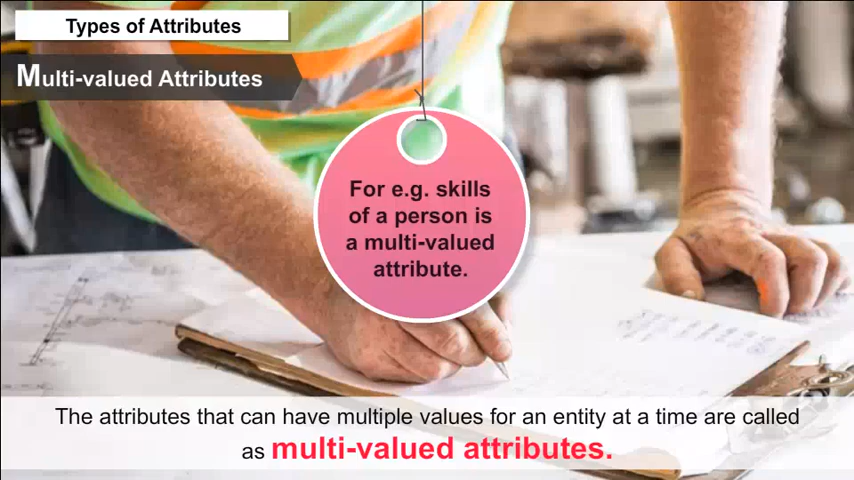 Types of Attributes
Multi-valued Attributes
For e.g. skills
of a person is
a multi-valued
attribute.
The attributes that can have multiple values for an entity at a time are called
as multi-valued attributes.